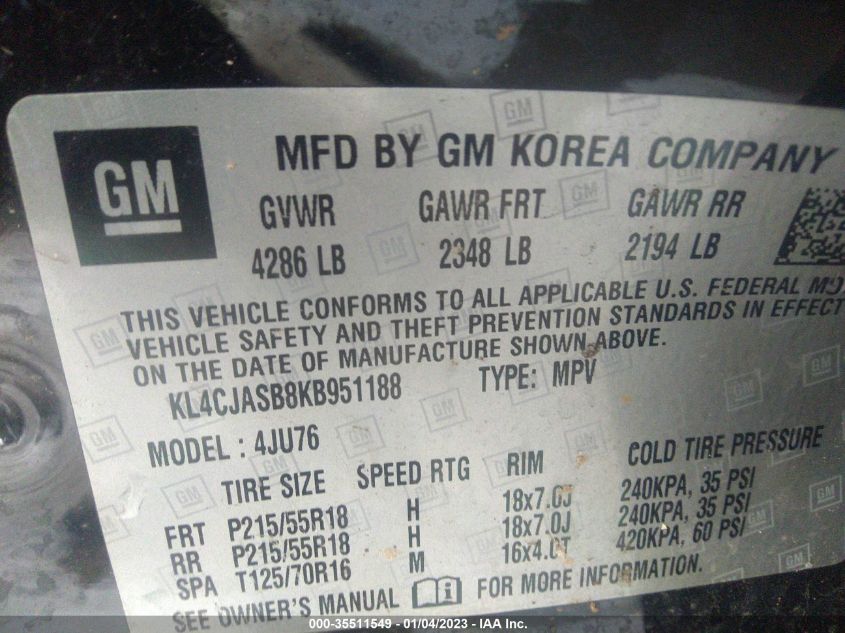 GM
MFD BY GM KOREA COMPANY
GVWR GAWR FRT GAWR RR
4286 LB 2348 LB 2194 LB
THIS VEHICLE CONFORMS TO ALL APPLICABLE U.S. FEDERAL
VEHICLE SAFETY AND THEFT PREVENTION STANDARDS IN EFFECT
ON THE DATE OF MANUFACTURE SHOWN ABOVE.
KL4CJASB8KB951188 TYPE: MPV
MODEL : 4JU76
TIRE SIZE SPEED RTG RIM COLD TIRE PRESSURE
FRT P215/55R18 H 18x7.0J 240KPA, 35 PSI
RR P215/55R18 H 18x7.0J 240KPA, 35 PSI
SPA T125/70R16 M 16x4.0T 420KPA, 60 PSI
SEE OWNER'S MANUAL FOR MORE INFORMATION.
000-35511549 — 01/04/2023 — IAA Inc.